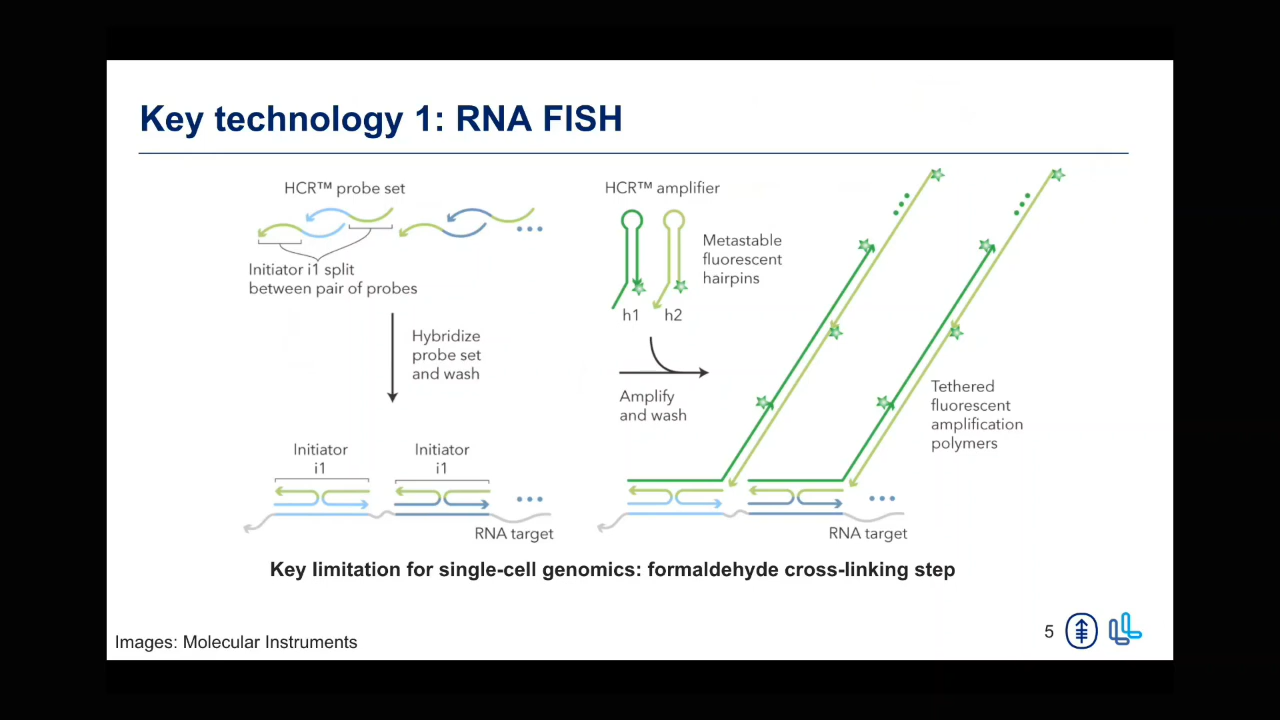 Key technology 1: RNA FISH
HCR™ probe set
Initiator i1 split
between pair of probes
Hybridize
probe set
and wash
Initiator
i1
Initiator
i1
RNA target
HCR™ amplifier
Metastable
fluorescent
hairpins
h1
h2
Amplify
and wash
Tethered
fluorescent
amplification
polymers
RNA target
Key limitation for single-cell genomics: formaldehyde cross-linking step
Images: Molecular Instruments
5